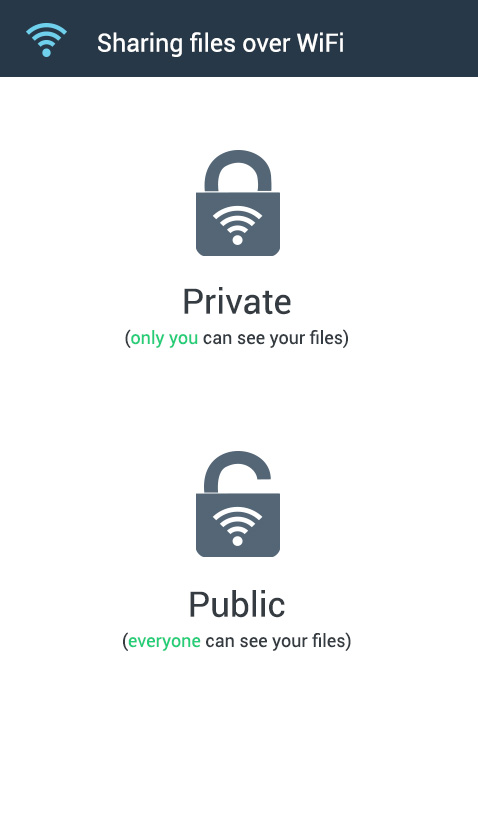 Sharing files over WiFi
Private
(only you can see your files)
Public
(everyone can see your files)